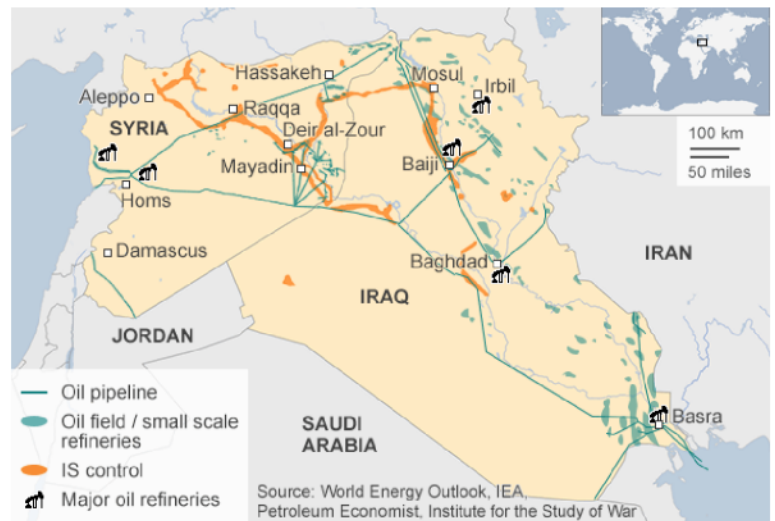 Hassakeh
Mosul
Irbil
Aleppo
Raqqa
100 km
50 miles
SYRIA
Deir al-Zour
Mayadin
Baiji
Homs
Damascus
Baghdad
IRAN
IRAQ
JORDAN
Oil pipeline
Oil field / small scale
refineries
SAUDI
ARABIA
Basra
IS control
Major oil refineries
Source: World Energy Outlook, IEA,
Petroleum Economist, Institute for the Study of War